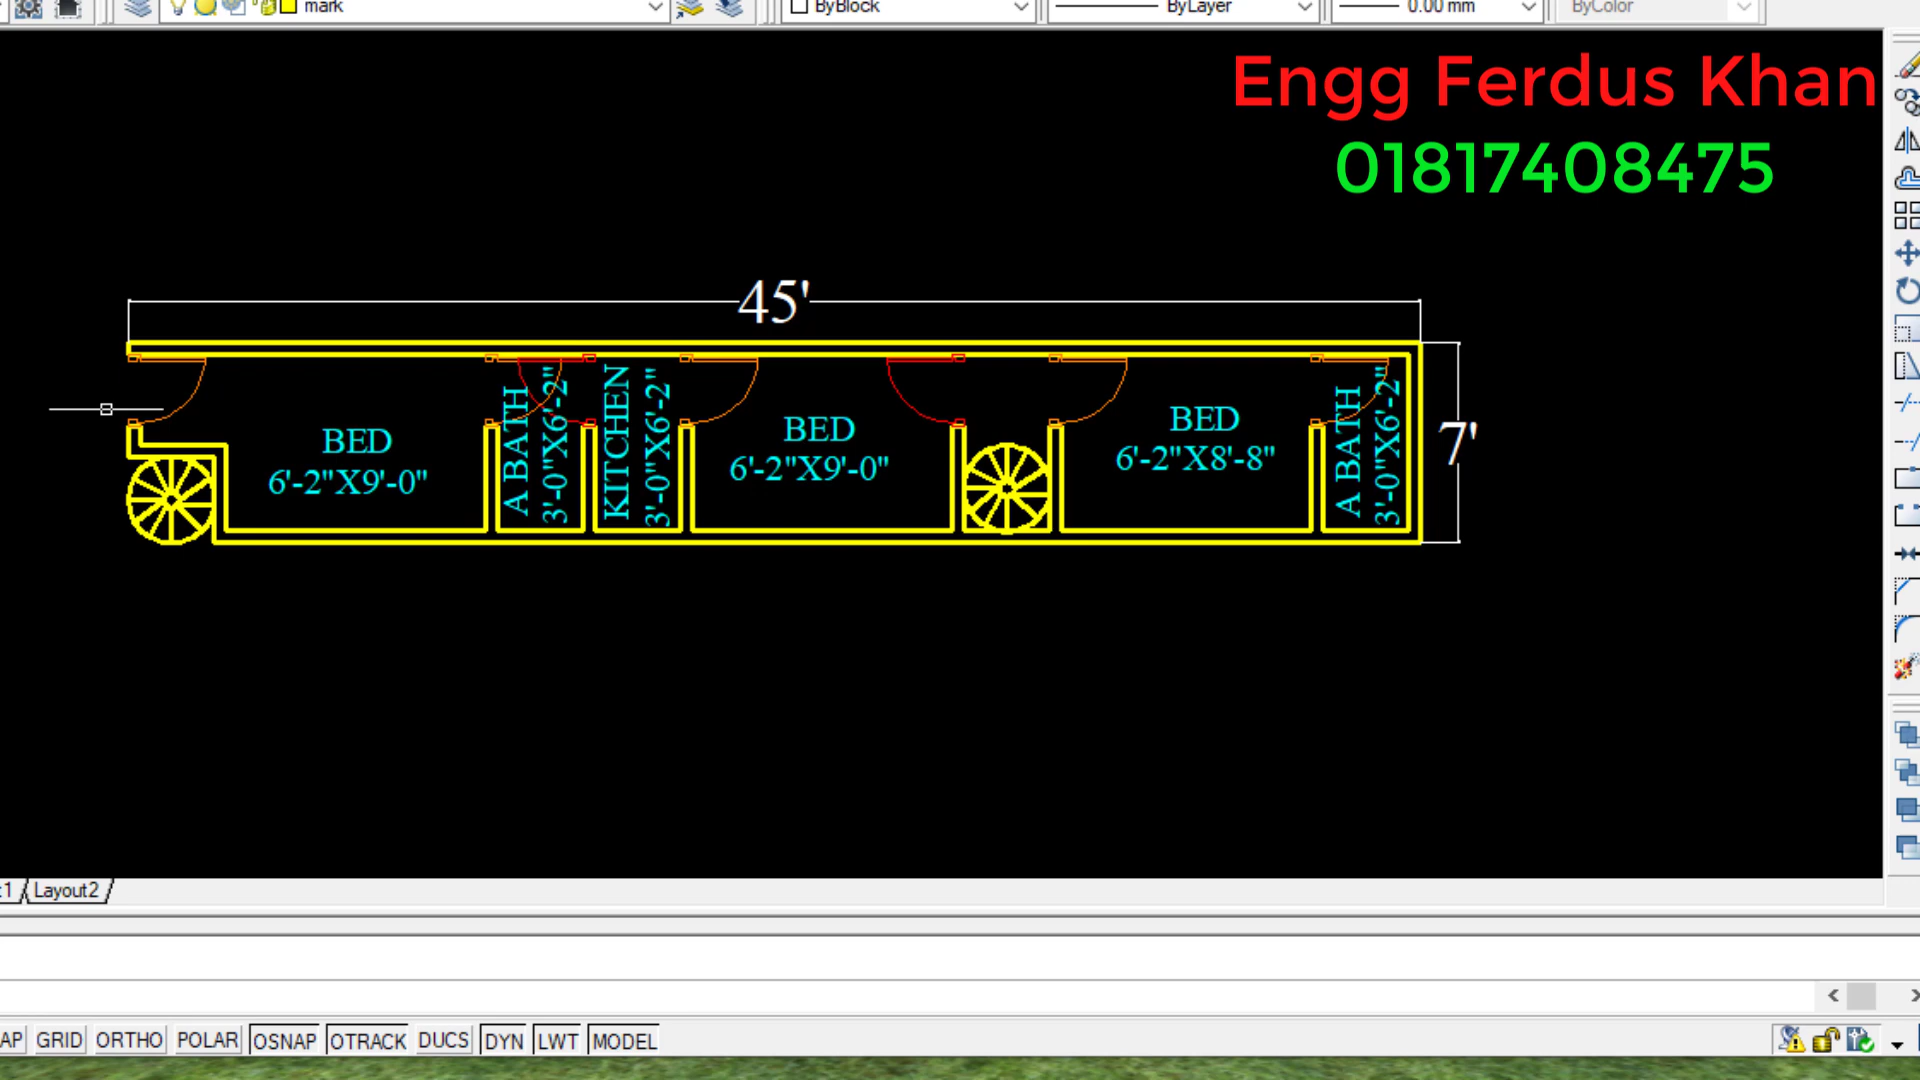 mark
ByBlock
ByLayer
0.00 mm
ByColor
Engg Ferdus Khan
01817408475
45'
7'
BED
6'-2"X9'-0"
A BATH
3'-0"X6'-2"
KITCHEN
3'-0"X6'-2"
BED
6'-2"X9'-0"
BED
6'-2"X8'-8"
A BATH
3'-0"X6'-2"
Layout2
GRID ORTHO POLAR OSNAP OTRACK DUCS DYN LWT MODEL